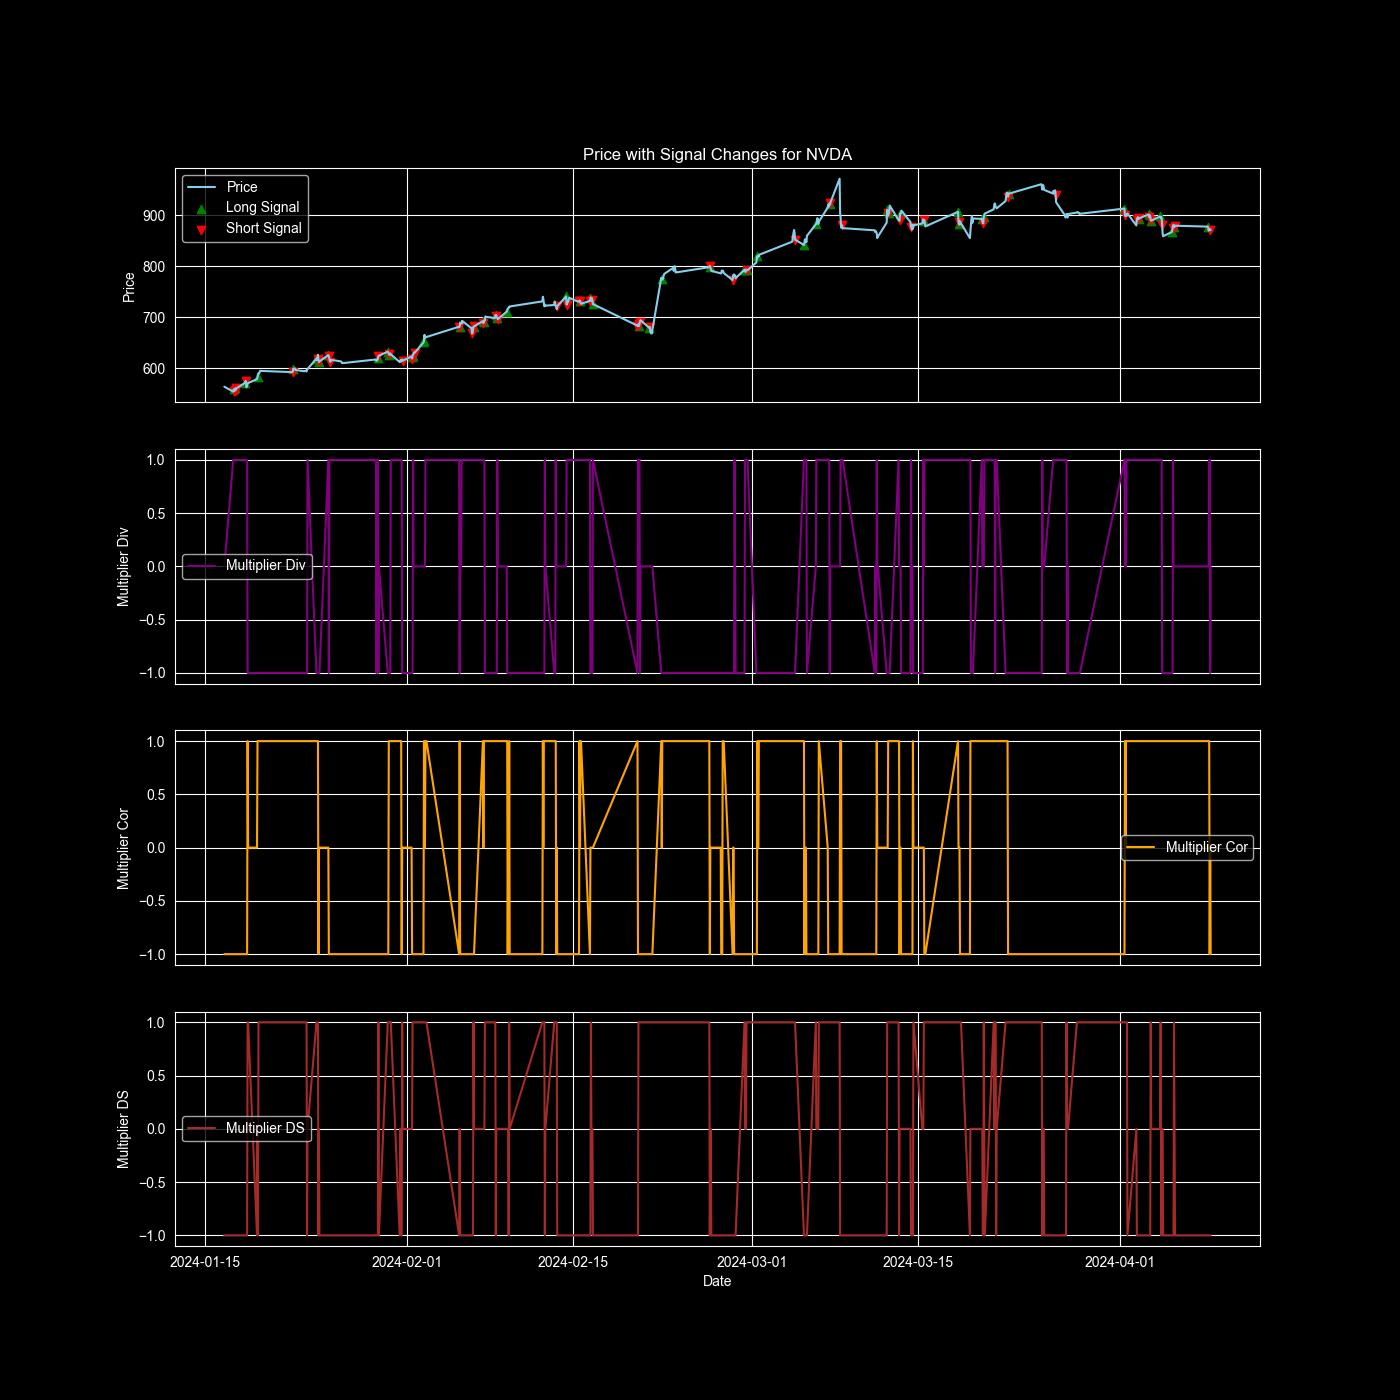 Price with Signal Changes for NVDA
Price
Long Signal
Short Signal
900
800
700
600
Price
1.0
0.5
0.0
−0.5
−1.0
Multiplier Div
Multiplier Div
1.0
0.5
0.0
−0.5
−1.0
Multiplier Cor
Multiplier Cor
1.0
0.5
0.0
−0.5
−1.0
Multiplier DS
Multiplier DS
2024-01-15 2024-02-01 2024-02-15 2024-03-01 2024-03-15 2024-04-01
Date